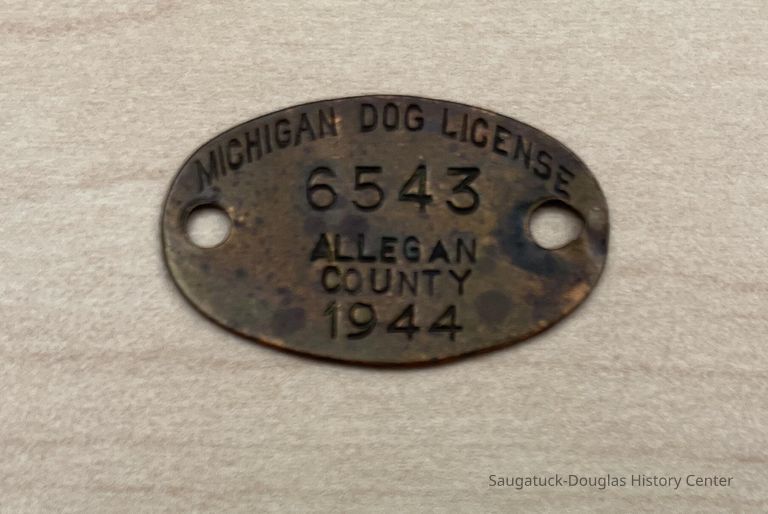 MICHIGAN DOG LICENSE
6543
ALLEGAN
COUNTY
1944
Saugatuck-Douglas History Center